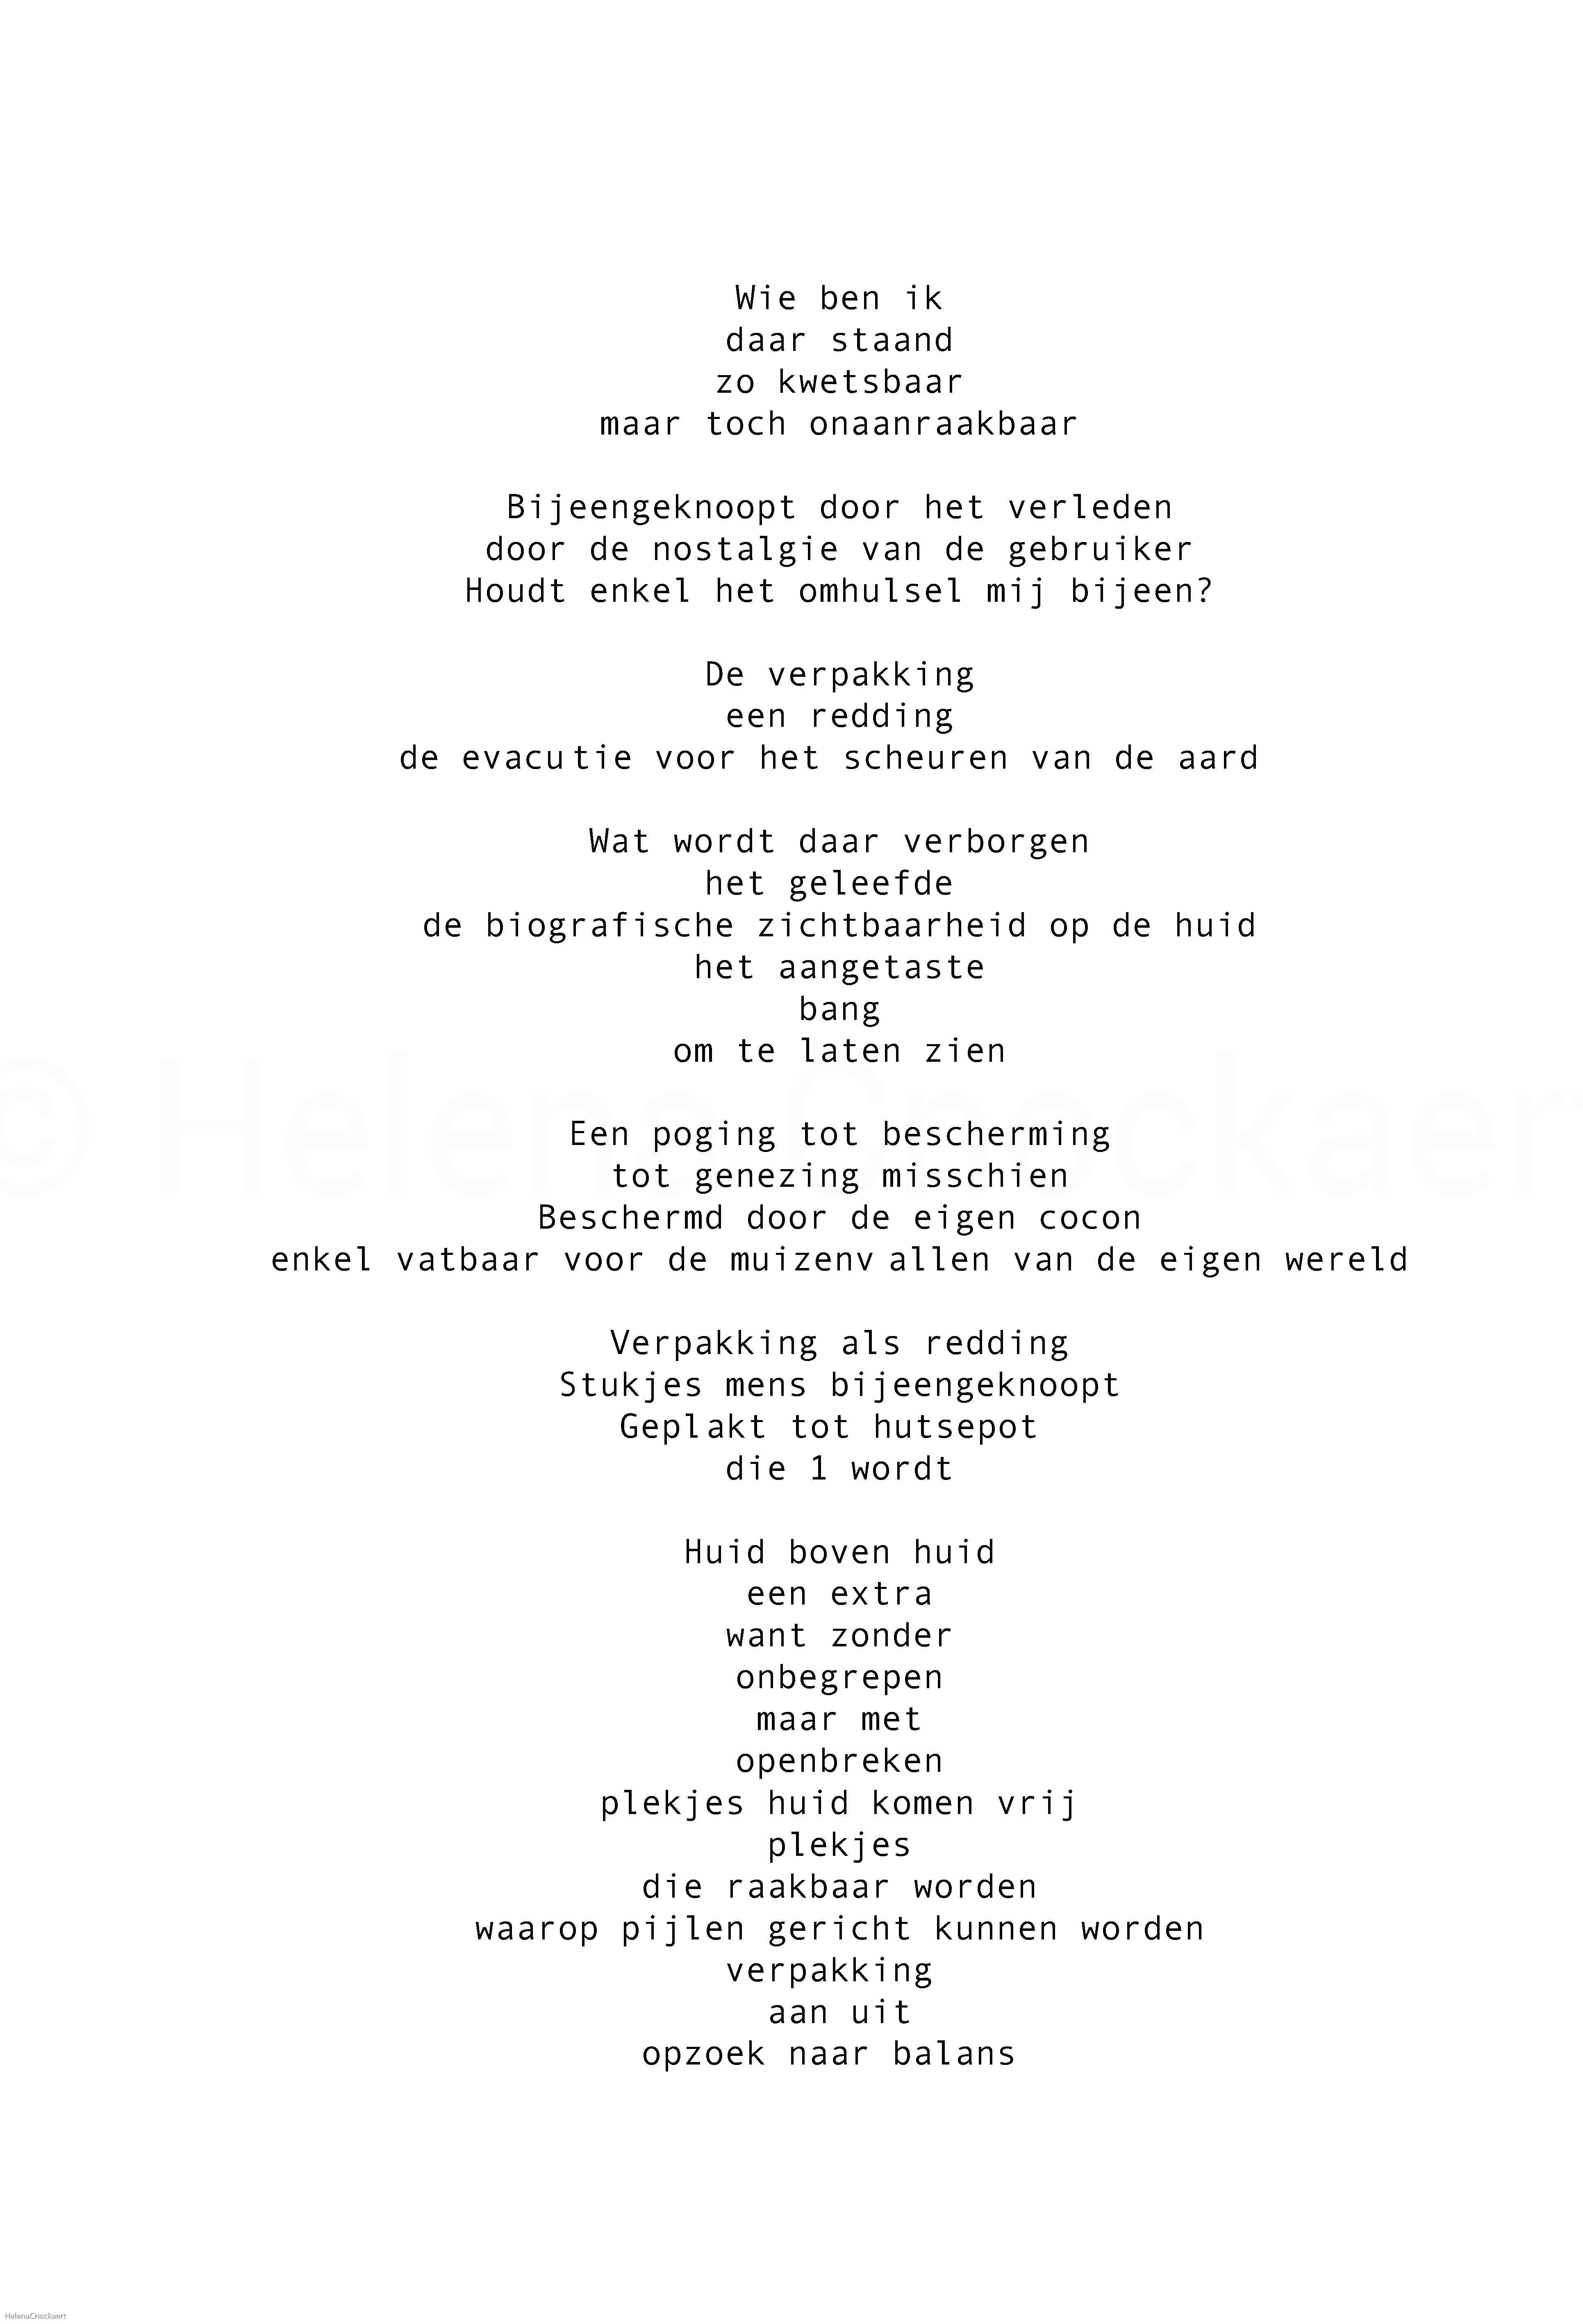 Wie ben ik
daar staand
zo kwetsbaar
maar toch onaanraakbaar
Bijeengeknoopt door het verleden
door de nostalgie van de gebruiker
Houdt enkel het omhulsel mij bijeen?
De verpakking
een redding
de evacutie voor het scheuren van de aard
Wat wordt daar verborgen
het geleefde
de biografische zichtbaarheid op de huid
het aangetaste
bang
om te laten zien
© Helena Cnockaert
Een poging tot bescherming
tot genezing misschien
Beschermd door de eigen cocon
enkel vatbaar voor de muizenvallen van de eigen wereld
Verpakking als redding
Stukjes mens bijeengeknoopt
Geplakt tot hutsepot
die 1 wordt
Huid boven huid
een extra
want zonder
onbegrepen
maar met
openbreken
plekjes huid komen vrij
plekjes
die raakbaar worden
waarop pijlen gericht kunnen worden
verpakking
aan uit
opzoek naar balans
HelenaCnockaert